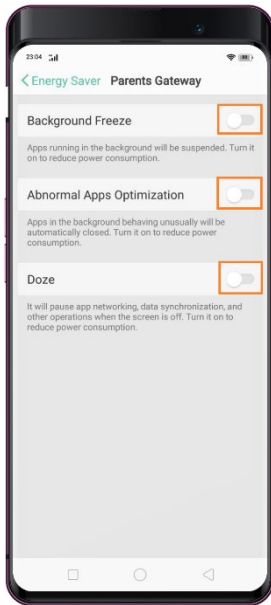 23:04
Energy Saver Parents Gateway
Background Freeze
Apps running in the background will be suspended. Turn it
on to reduce power consumption.
Abnormal Apps Optimization
Apps in the background behaving unusually will be
automatically closed. Turn it on to reduce power
consumption.
Doze
It will pause app networking, data synchronization, and
other operations when the screen is off. Turn it on to
reduce power consumption.